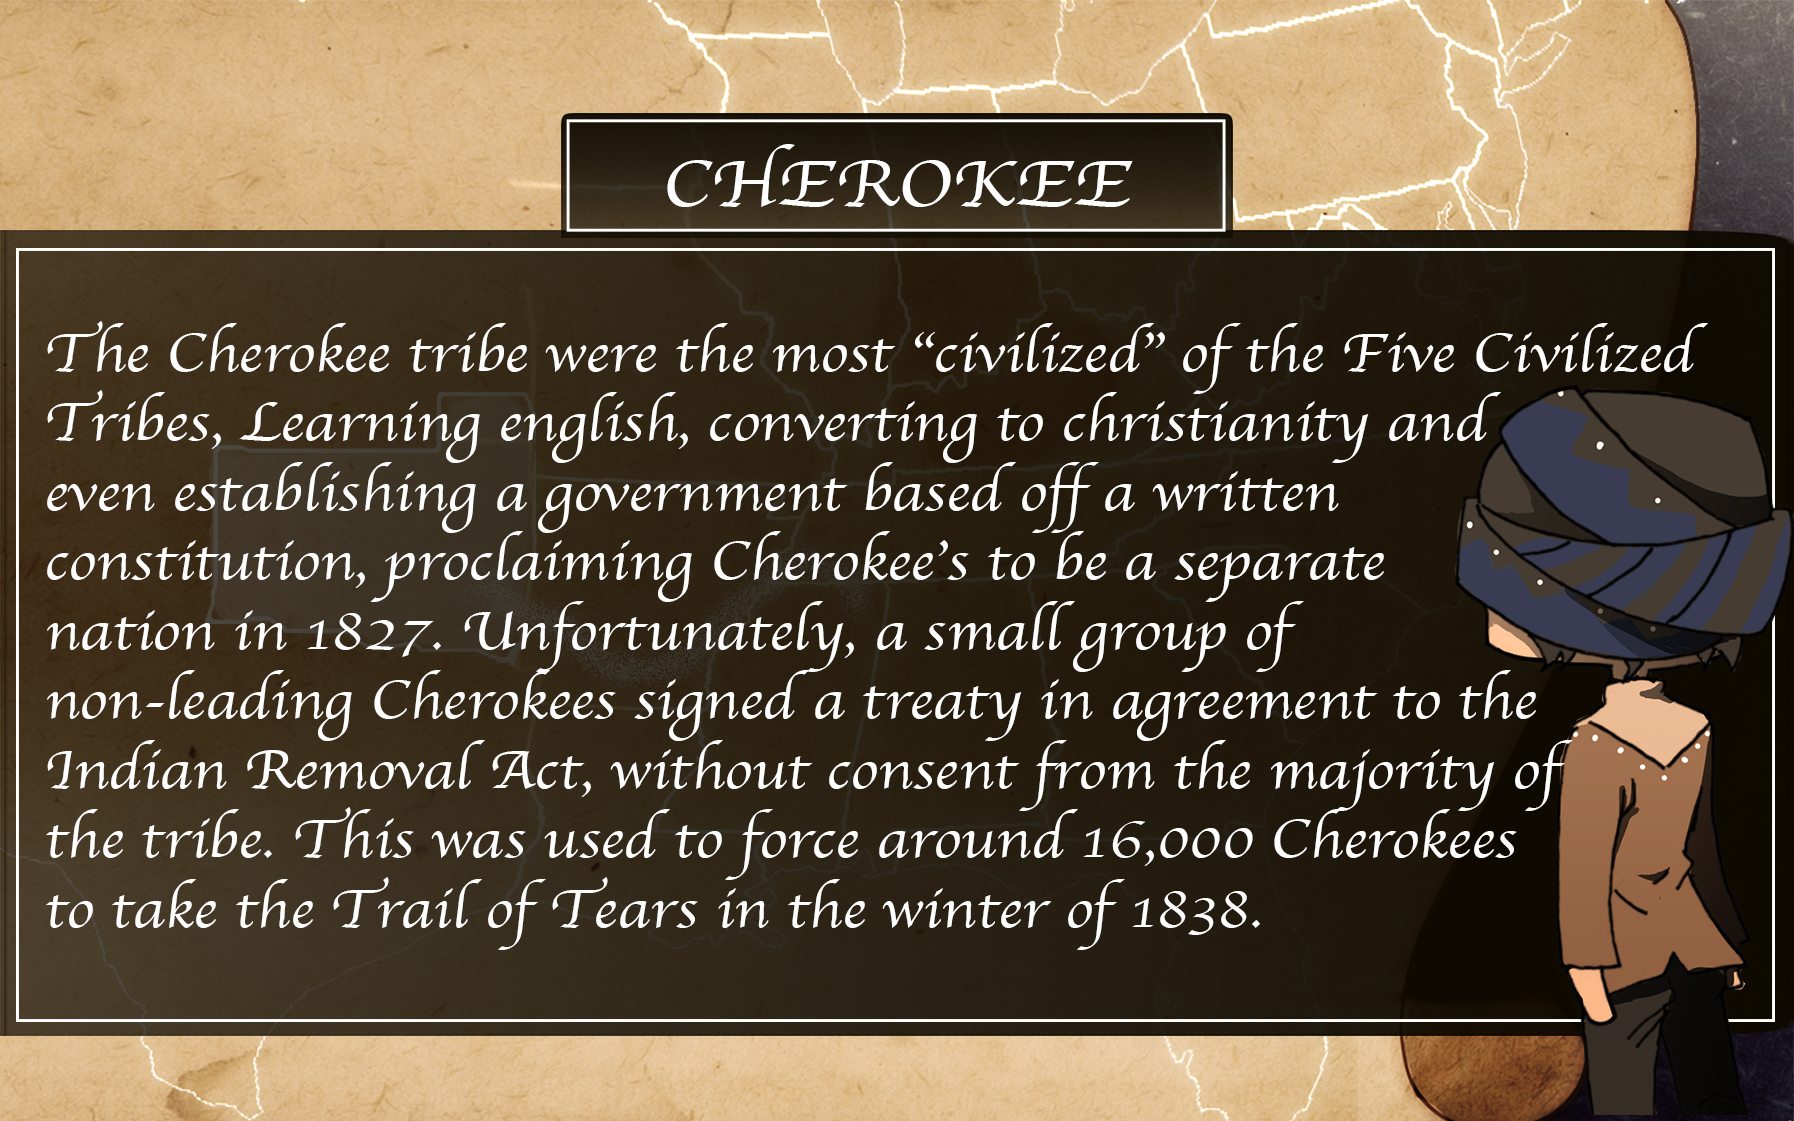 CHEROKEE
The Cherokee tribe were the most “civilized” of the Five Civilized
Tribes, Learning english, converting to christianity and
even establishing a government based off a written
constitution, proclaiming Cherokee’s to be a separate
nation in 1827. Unfortunately, a small group of
non-leading Cherokees signed a treaty in agreement to the
Indian Removal Act, without consent from the majority of
the tribe. This was used to force around 16,000 Cherokees
to take the Trail of Tears in the winter of 1838.